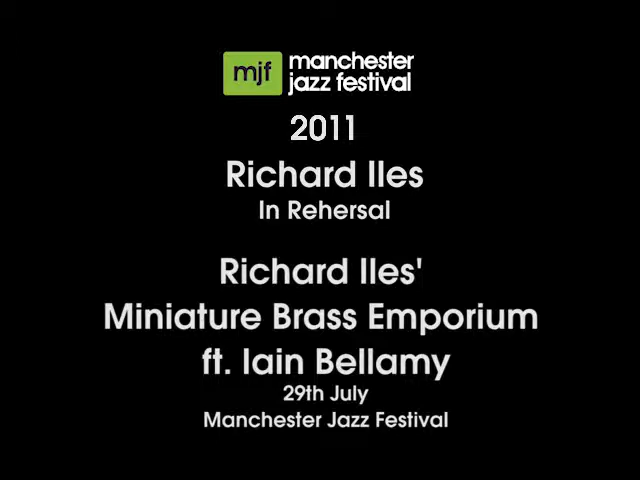 mjf manchester
jazz festival
2011
Richard Iles
In Rehersal
Richard Iles'
Miniature Brass Emporium
ft. Iain Bellamy
29th July
Manchester Jazz Festival